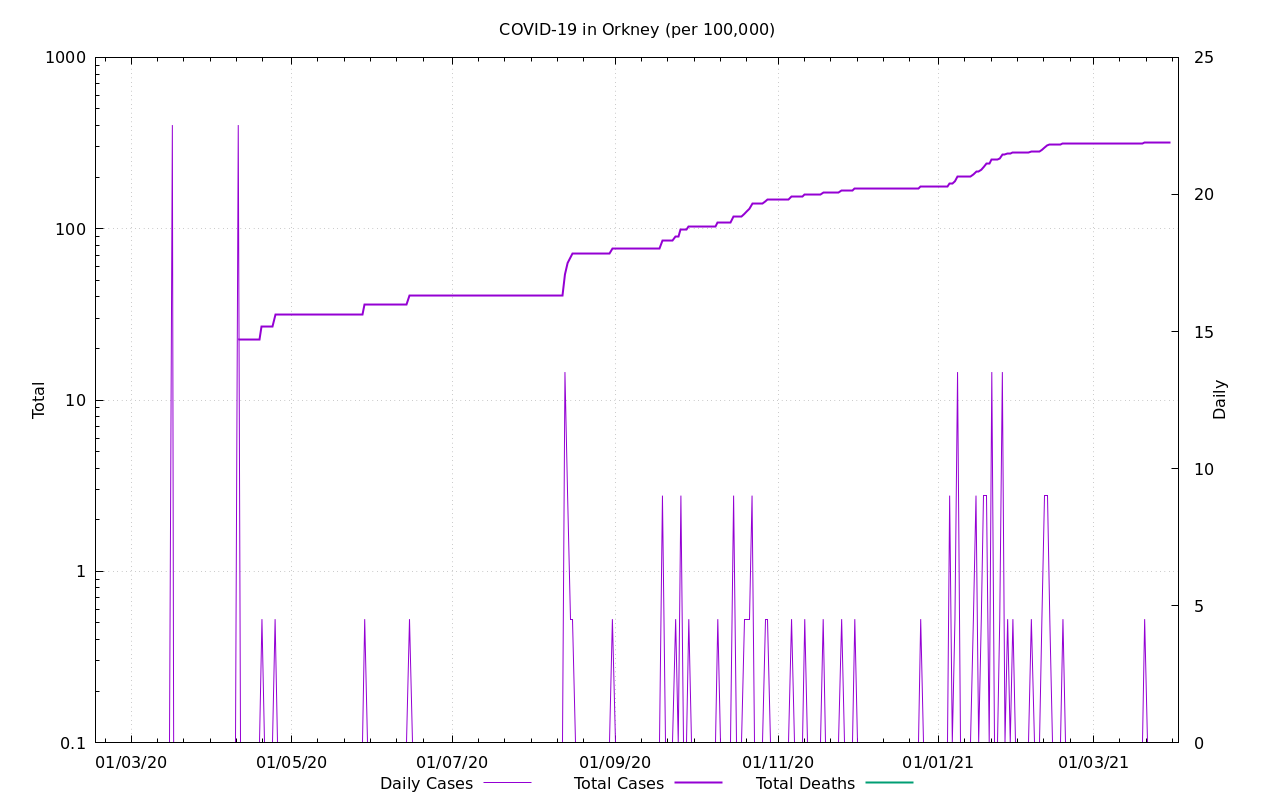 COVID-19 in Orkney (per 100,000)
1000 25
20
100
15
Total 10 Daily
10
1
5
0.1 0
01/03/20 01/05/20 01/07/20 01/09/20 01/11/20 01/01/21 01/03/21
Daily Cases Total Cases Total Deaths